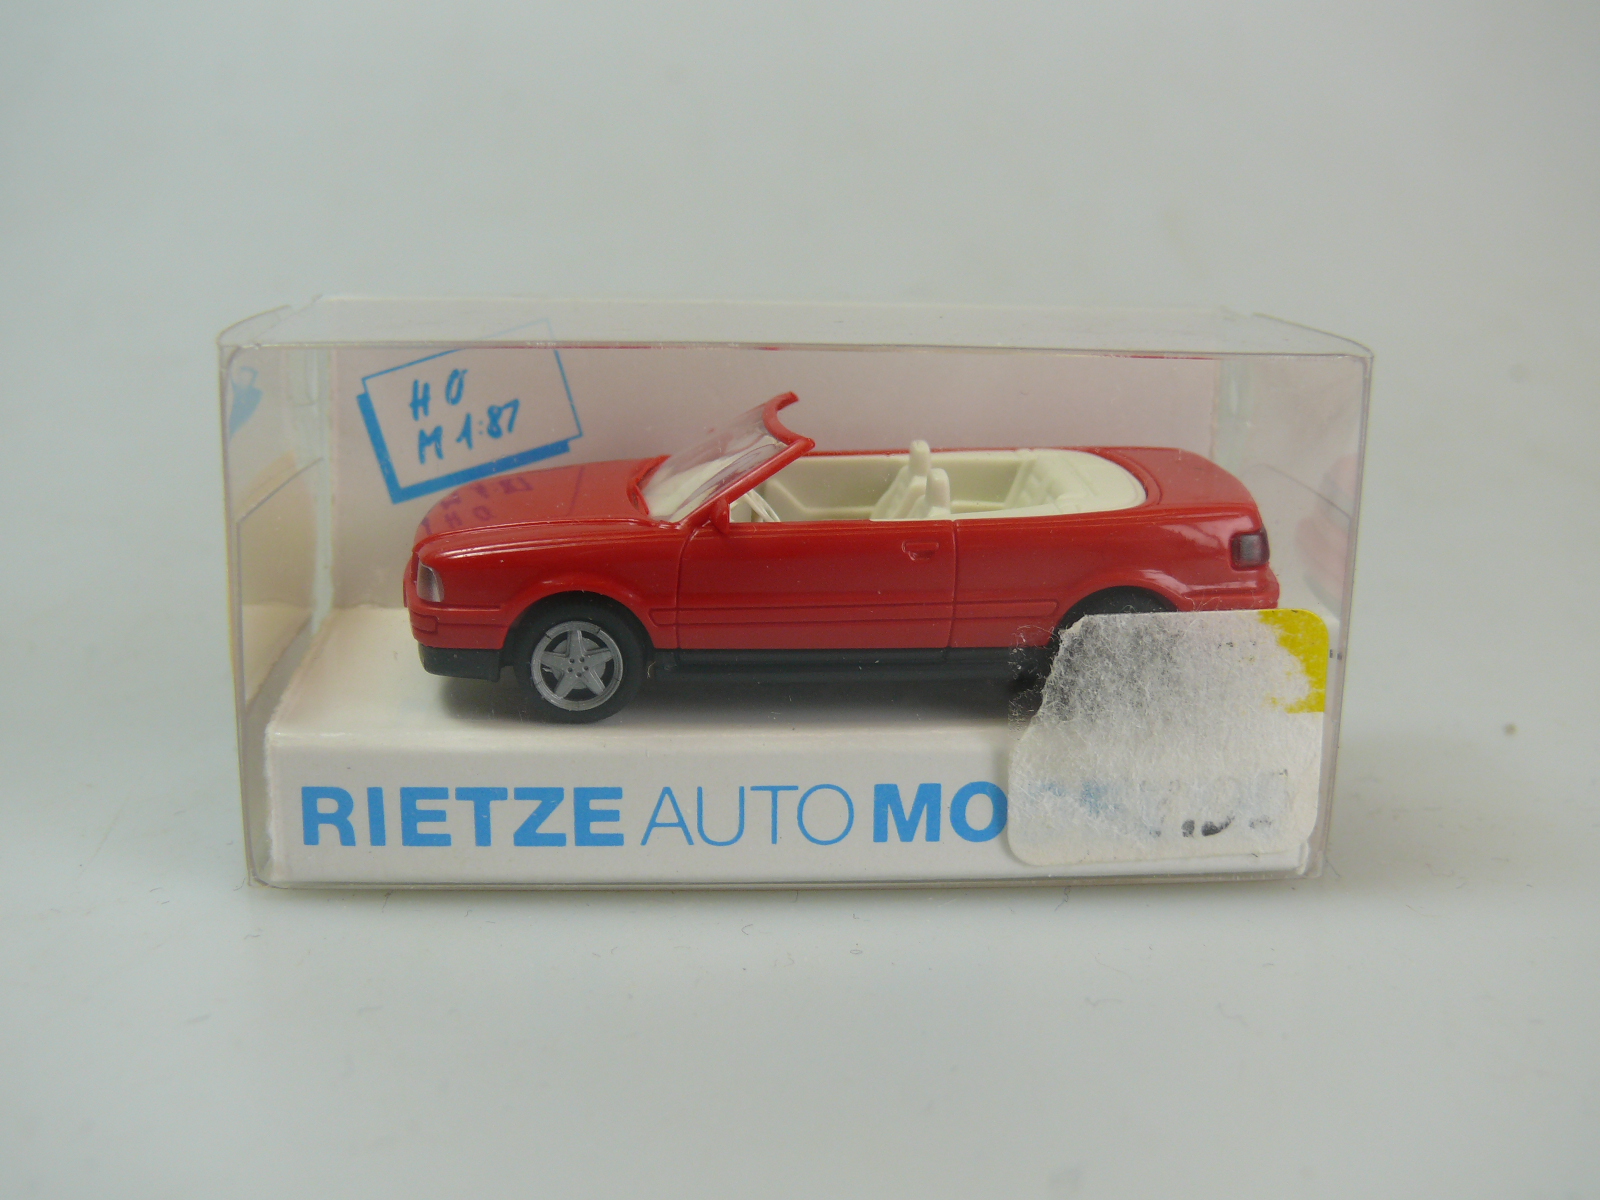 H0
M 1:87
RIETZE AUTO MO